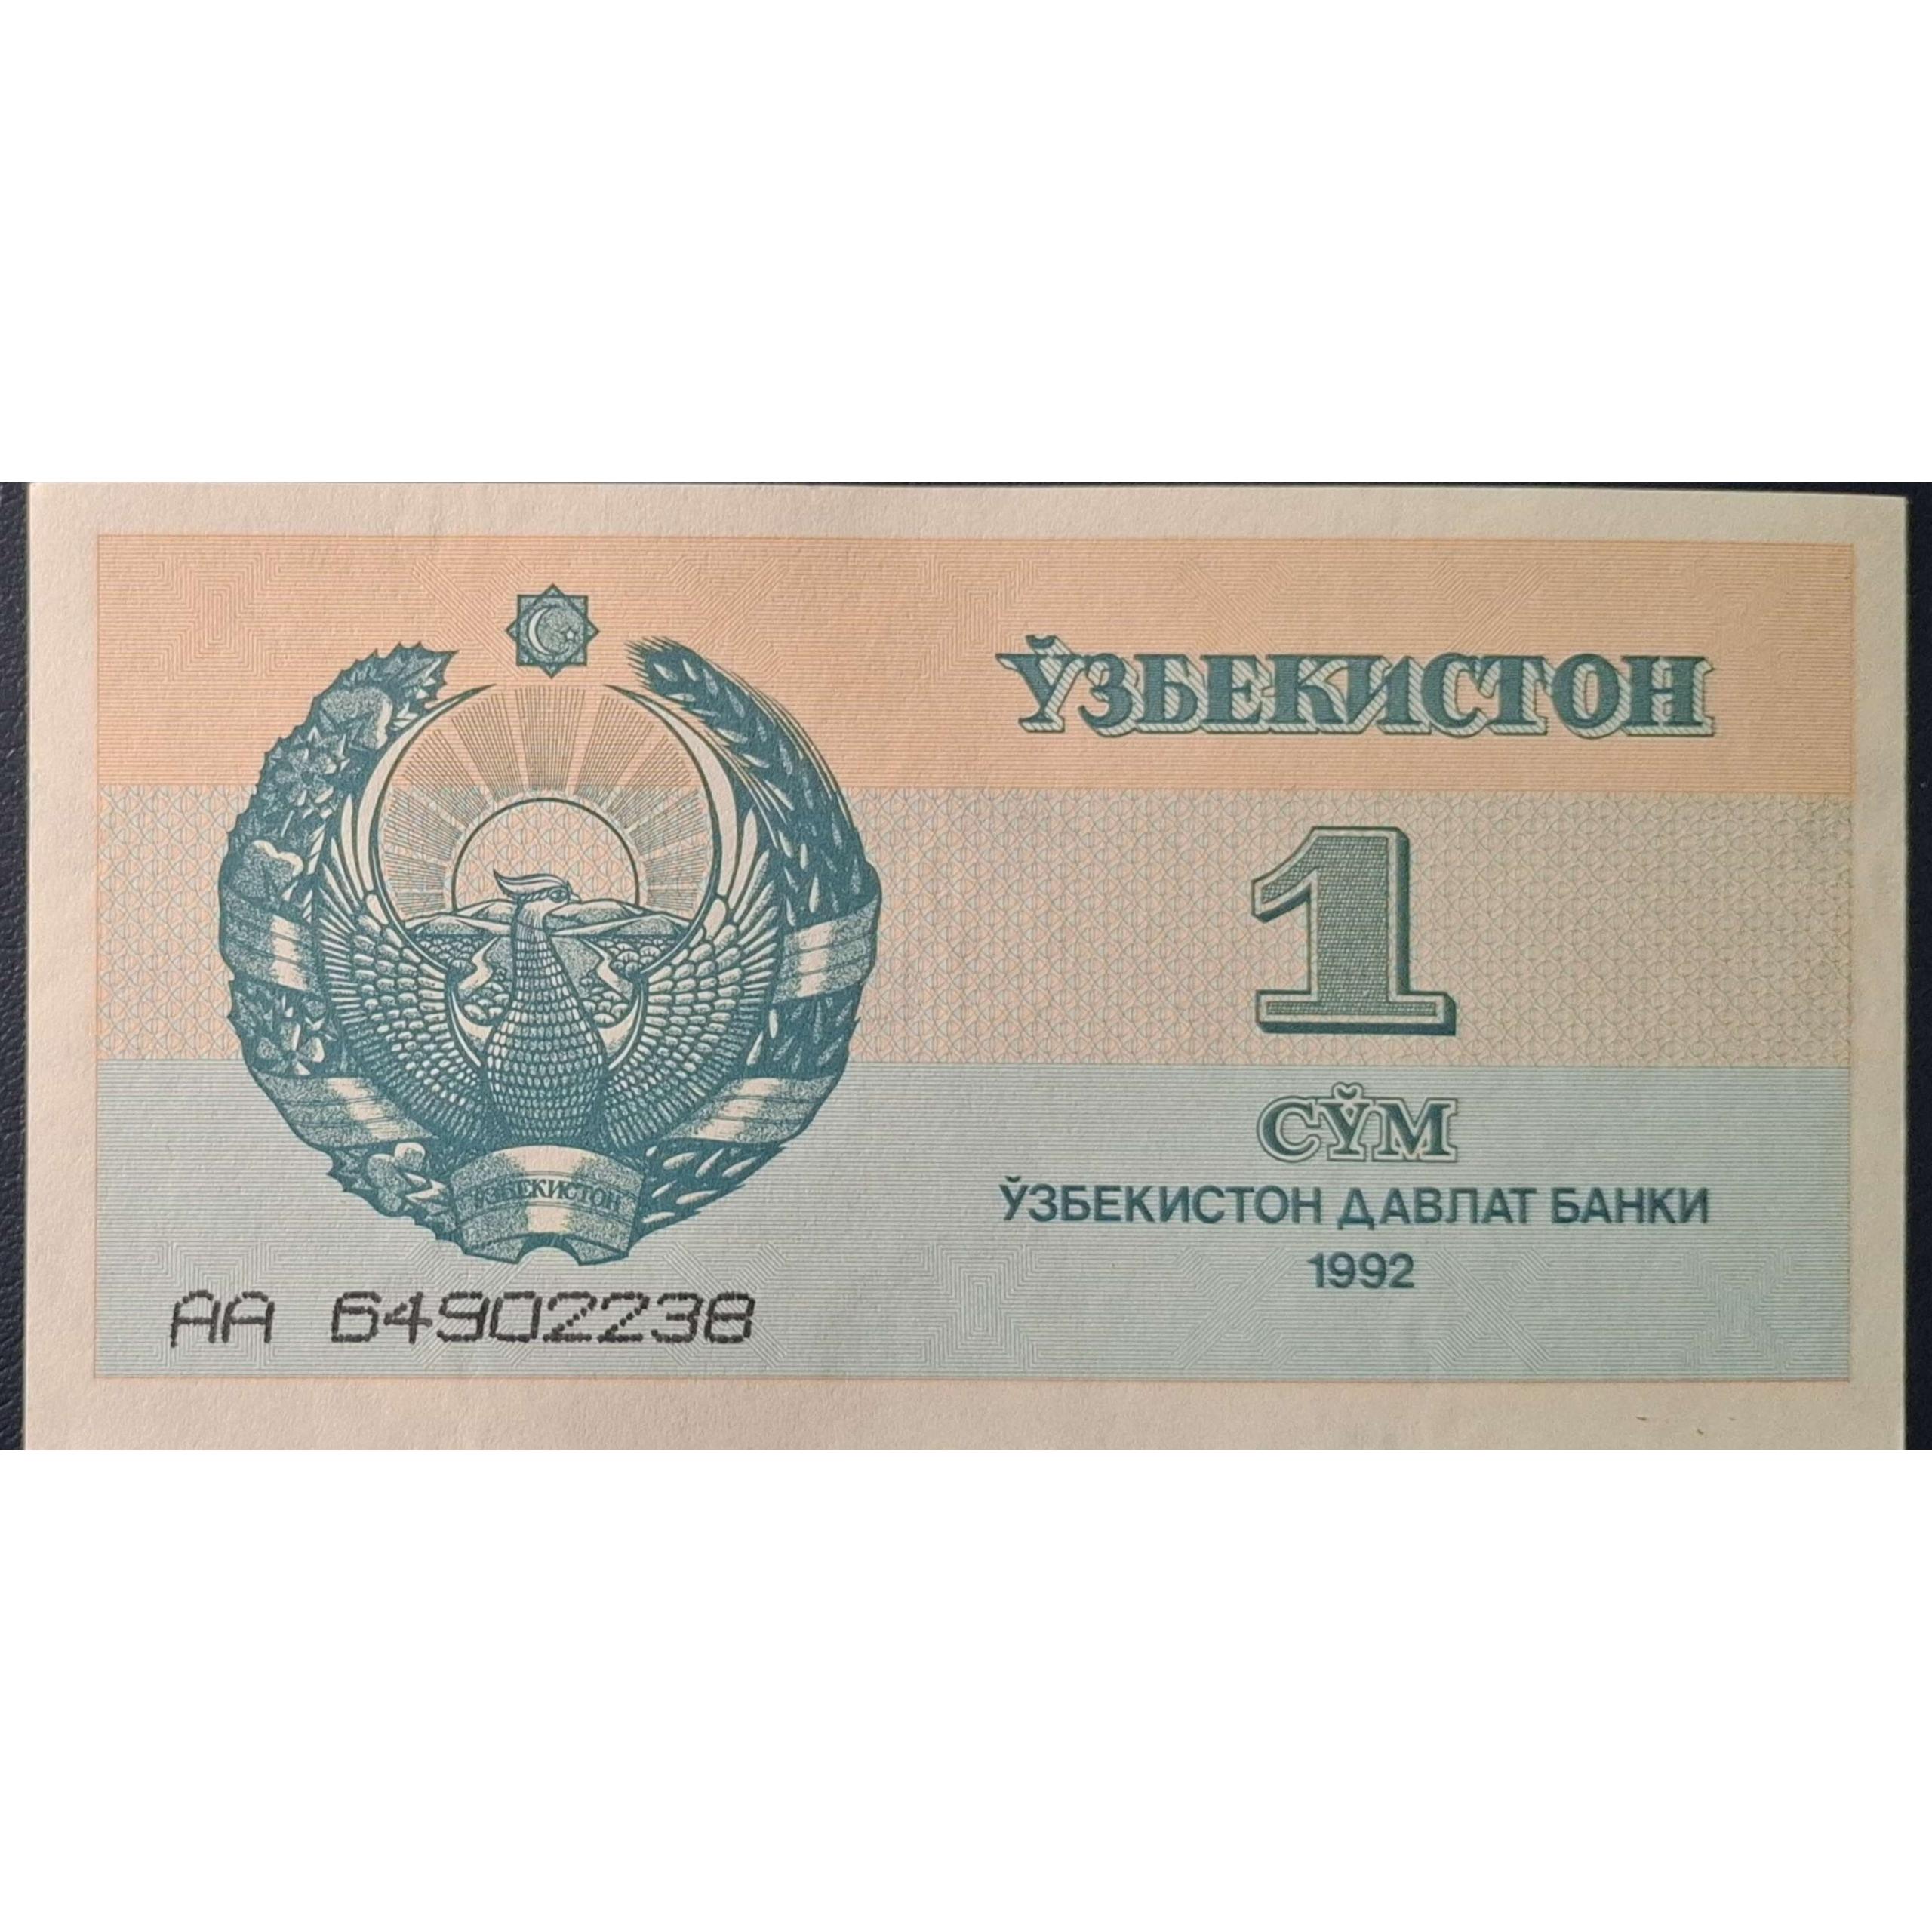 ЎЗБЕКИСТОН
1
СЎМ
ЎЗБЕКИСТОН ДАВЛАТ БАНКИ
1992
ЎЗБЕКИСТОН
АА 64902238